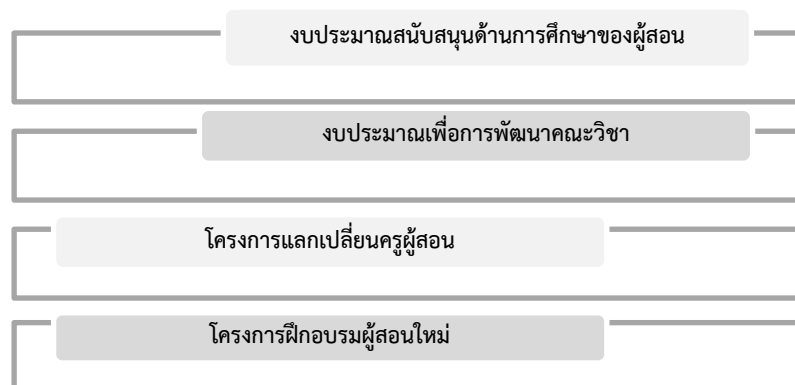 งบประมาณสนับสนุนด้านการศึกษาของผู้สอน
งบประมาณเพื่อการพัฒนาคณะวิชา
โครงการแลกเปลี่ยนครูผู้สอน
โครงการฝึกอบรมผู้สอนใหม่